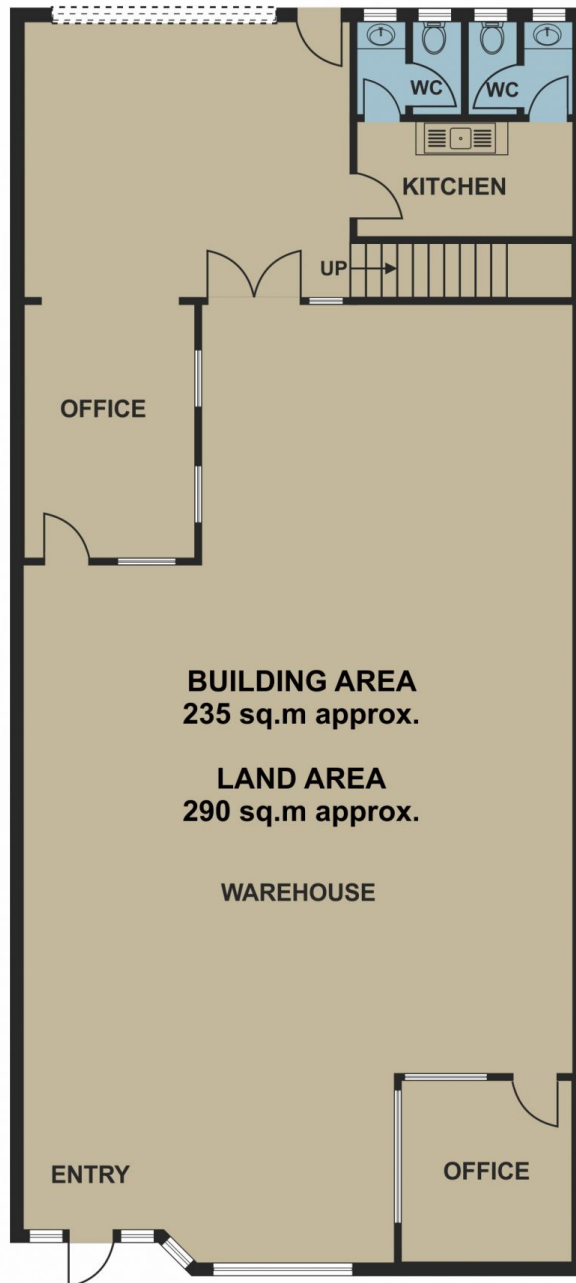 WC
WC
KITCHEN
UP
OFFICE
BUILDING AREA
235 sq.m approx.
LAND AREA
290 sq.m approx.
WAREHOUSE
ENTRY
OFFICE